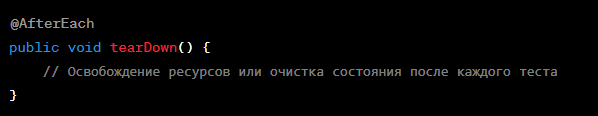 @AfterEach
public void tearDown() {
    // Освобождение ресурсов или очистка состояния после каждого теста
}